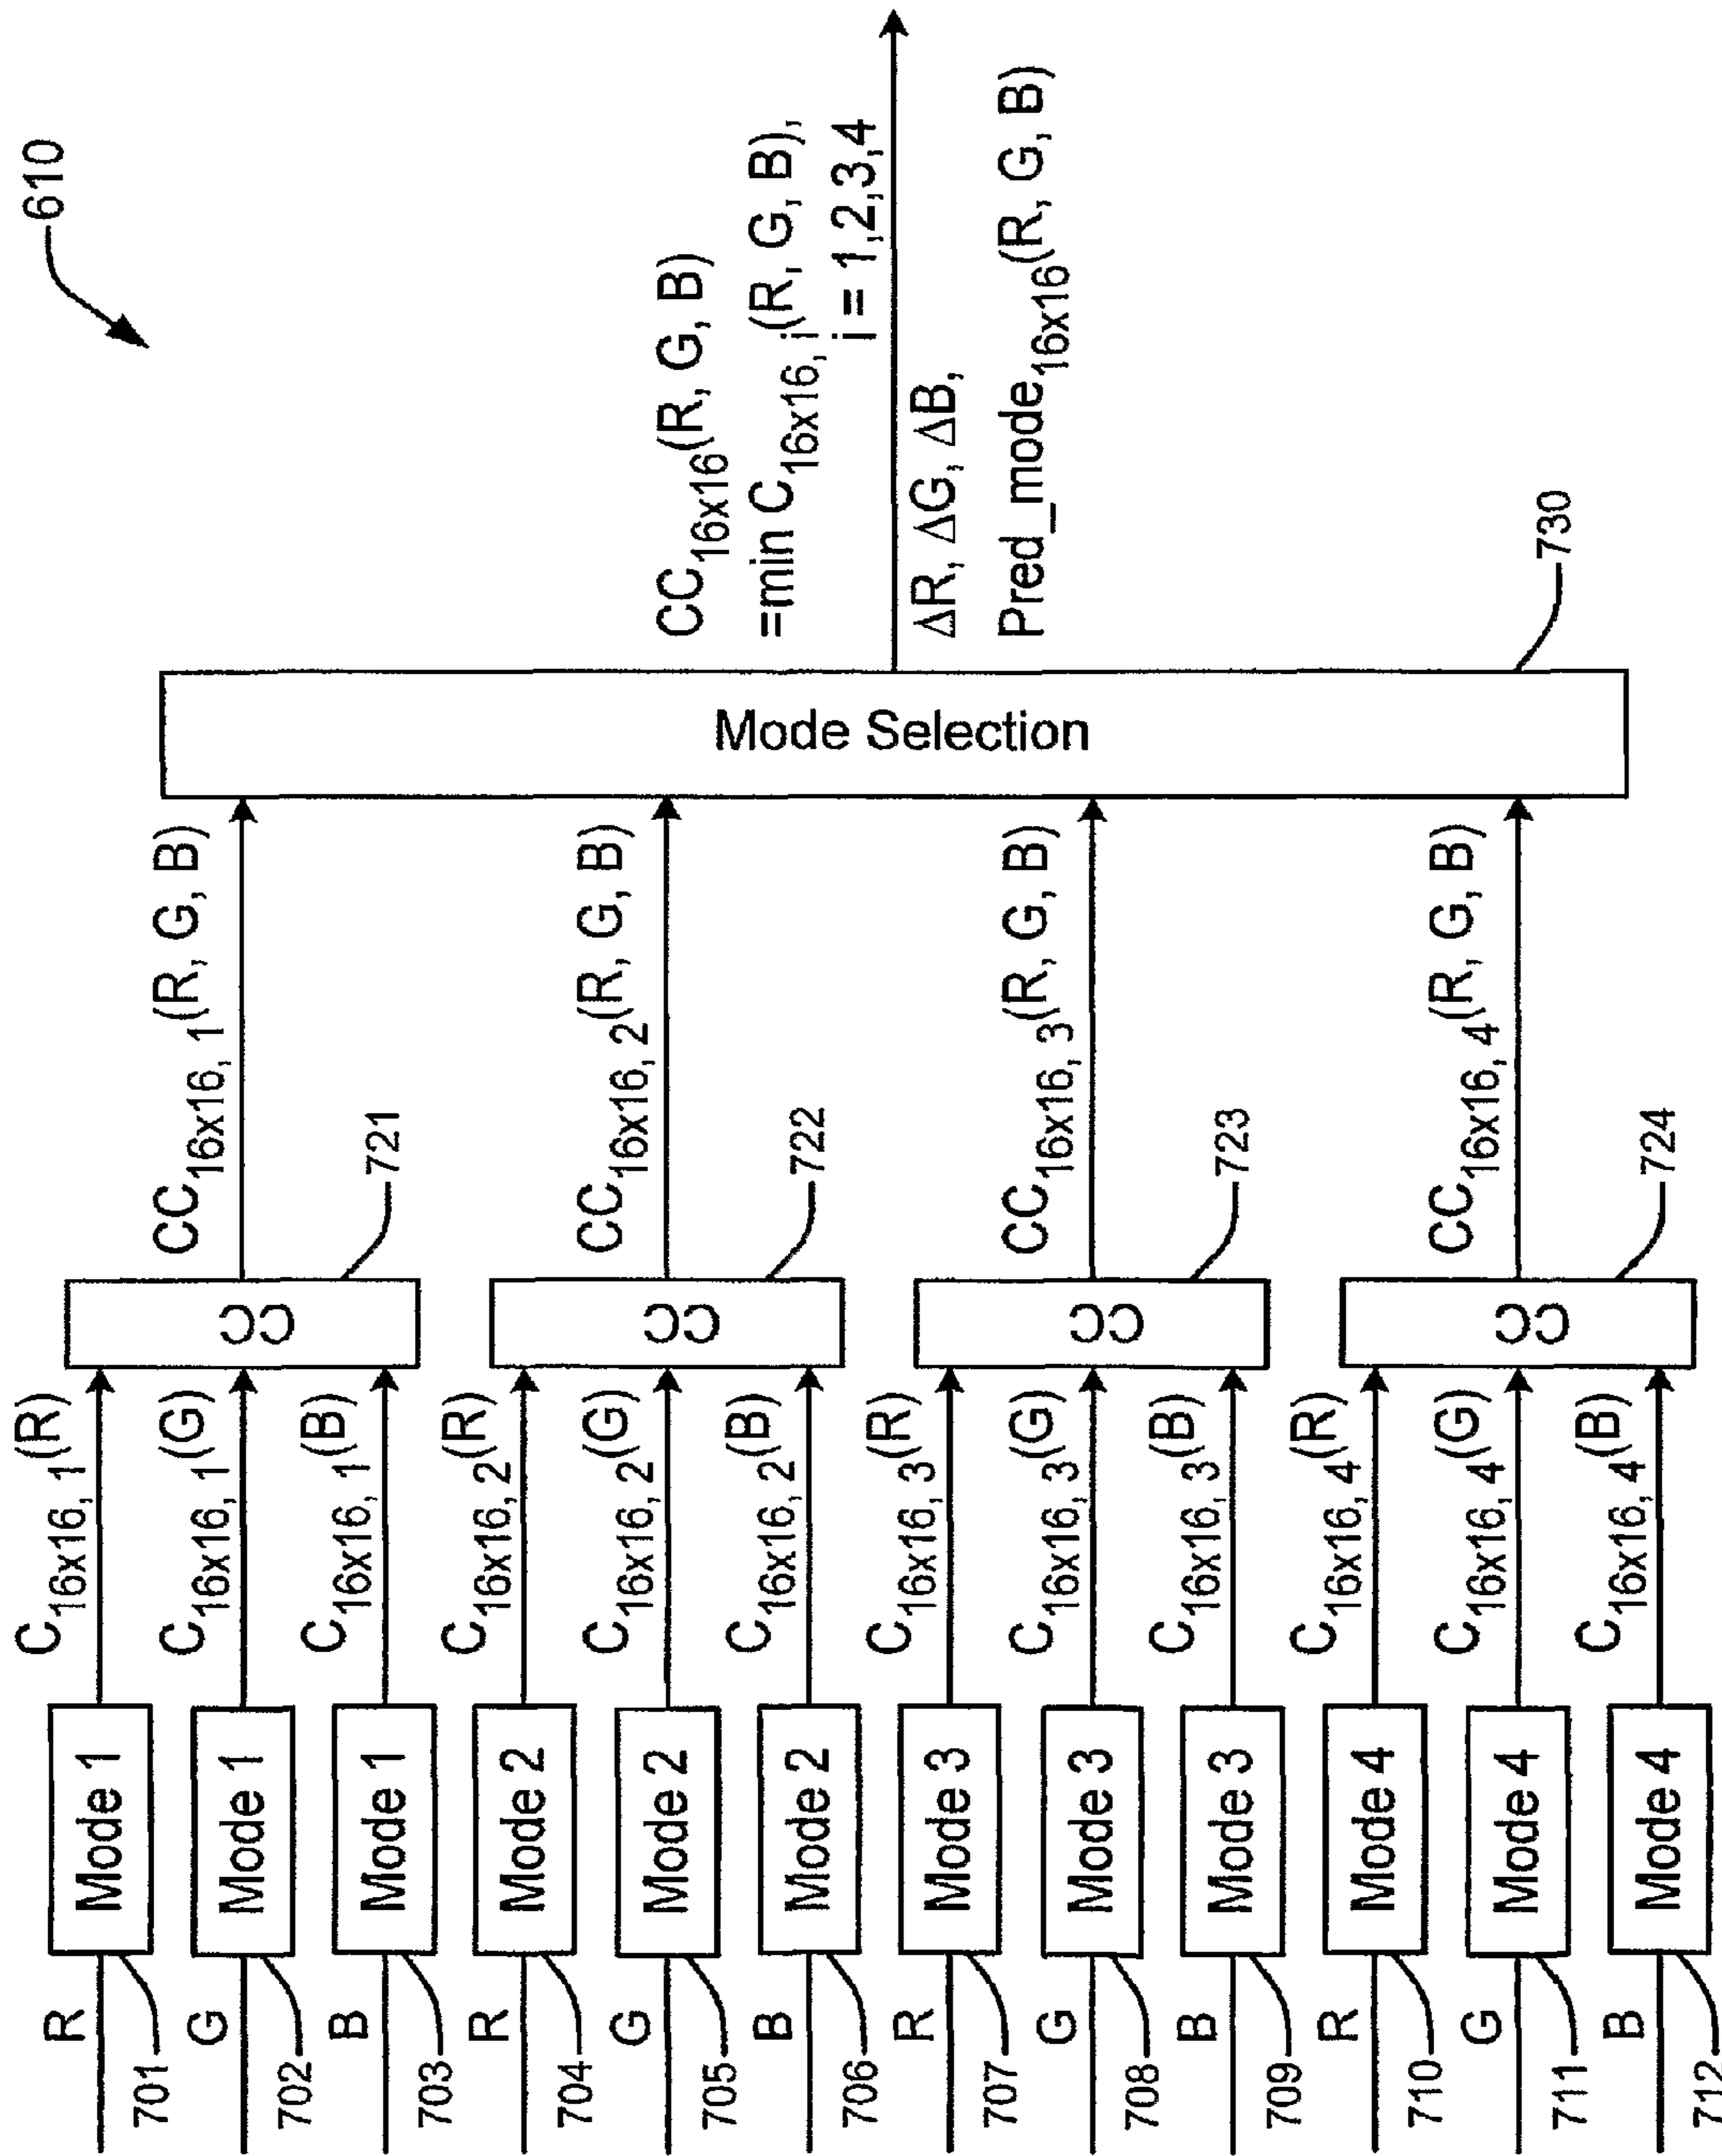 610
R
701
Mode 1
C16x16, 1(R)
G
702
Mode 1
C16x16, 1(G)
B
703
Mode 1
C16x16, 1(B)
CC
721
CC16x16, 1(R, G, B)
R
704
Mode 2
C16x16, 2(R)
G
705
Mode 2
C16x16, 2(G)
B
706
Mode 2
C16x16, 2(B)
CC
722
CC16x16, 2(R, G, B)
R
707
Mode 3
C16x16, 3(R)
G
708
Mode 3
C16x16, 3(G)
B
709
Mode 3
C16x16, 3(B)
CC
723
CC16x16, 3(R, G, B)
R
710
Mode 4
C16x16, 4(R)
G
711
Mode 4
C16x16, 4(G)
B
712
Mode 4
C16x16, 4(B)
CC
724
CC16x16, 4(R, G, B)
Mode Selection
730
CC16x16(R, G, B)
=min C16x16, i(R, G, B),
i = 1,2,3,4
ΔR, ΔG, ΔB,
Pred_mode16x16(R, G, B)